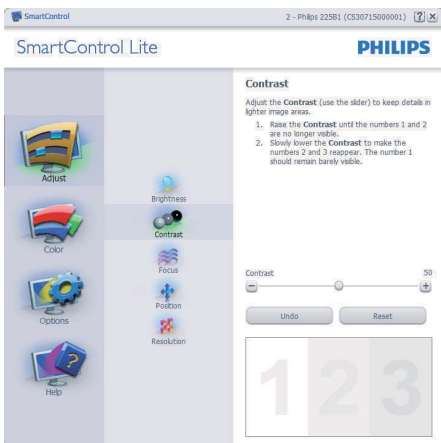 SmartControl
2 - Philips 225B1 (CS30715000001)
SmartControl Lite
PHILIPS
Adjust
Color
Options
Help
Brightness
Contrast
Focus
Position
Resolution
Contrast
Adjust the Contrast (use the slider) to keep details in
lighter image areas.
1. Raise the Contrast until the numbers 1 and 2
are no longer visible.
2. Slowly lower the Contrast to make the
numbers 2 and 3 reappear. The number 1
should remain barely visible.
Contrast 50
Undo Reset
1 2 3